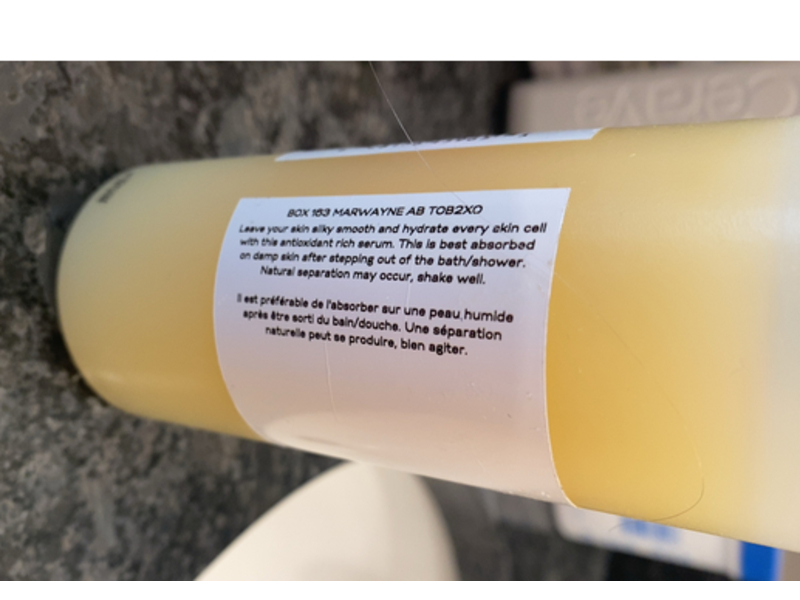 BOX 163 MARWAYNE AB T0B2X0
Leave your skin silky smooth and hydrate every skin cell
with this antioxidant rich serum. This is best absorbed
on damp skin after stepping out of the bath/shower.
Natural separation may occur, shake well.
Il est préférable de l'absorber sur une peau humide
après être sorti du bain/douche. Une séparation
naturelle peut se produire, bien agiter.
CeraVe